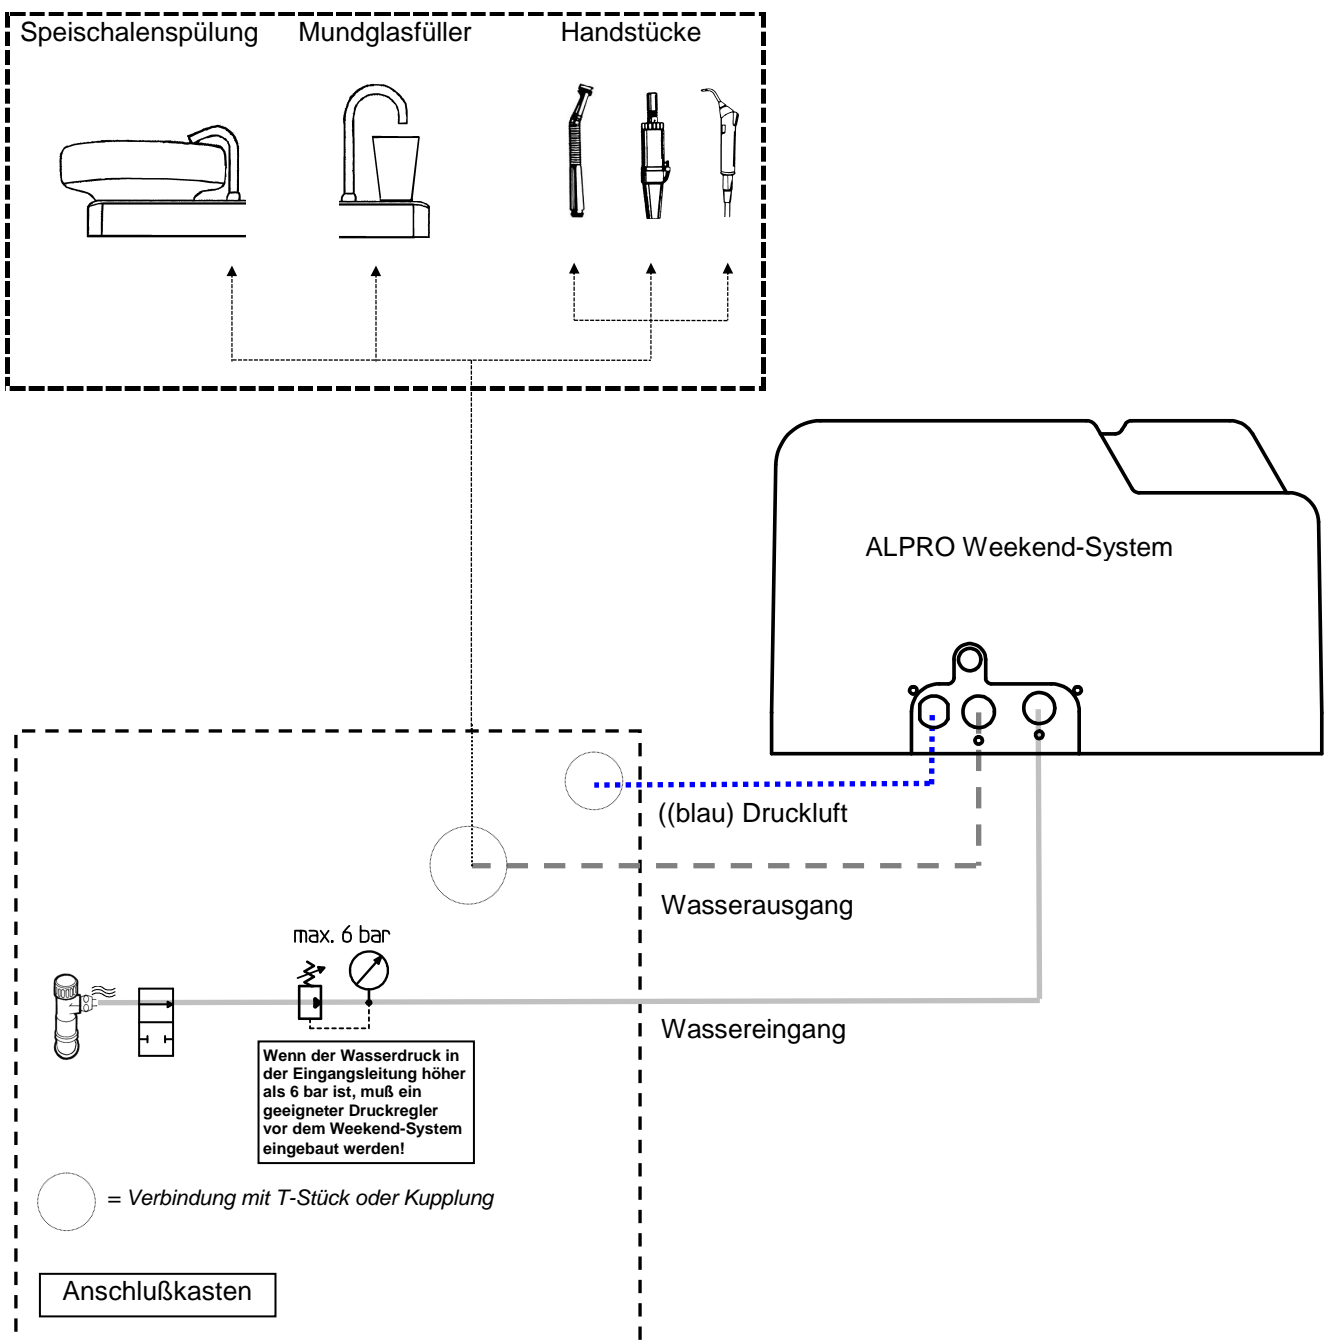 Speischalenspülung Mundglasfüller Handstücke
ALPRO Weekend-System
((blau) Druckluft
Wasserausgang
max. 6 bar
Wassereingang
Wenn der Wasserdruck in
der Eingangsleitung höher
als 6 bar ist, muß ein
geeigneter Druckregler
vor dem Weekend-System
eingebaut werden!
= Verbindung mit T-Stück oder Kupplung
Anschlußkasten